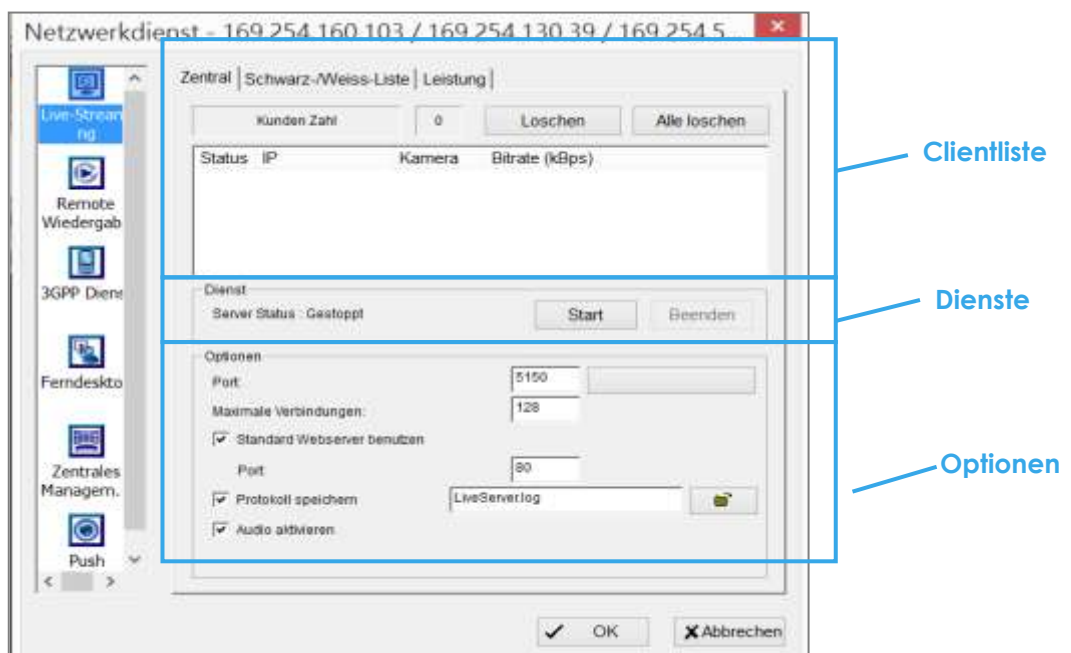 Netzwerkdienst - 169.254.160.103 / 169.254.130.39 / 169.254.5...
Live-Streaming
Remote
Wiedergab
3GPP Diens
Ferndeskto
Zentrales
Managem.
Push
Zentral
Schwarz-/Weiss-Liste
Leistung
Kunden Zahl
0
Loschen
Alle loschen
Status IP Kamera Bitrate (kBps)
Clientliste
Dienst
Server Status : Gestoppt
Start
Beenden
Dienste
Optionen
Port:
5150
Maximale Verbindungen:
128
Standard Webserver benutzen
Port
80
Protokoll speichern
LiveServer.log
Audio aktivieren
Optionen
OK
Abbrechen